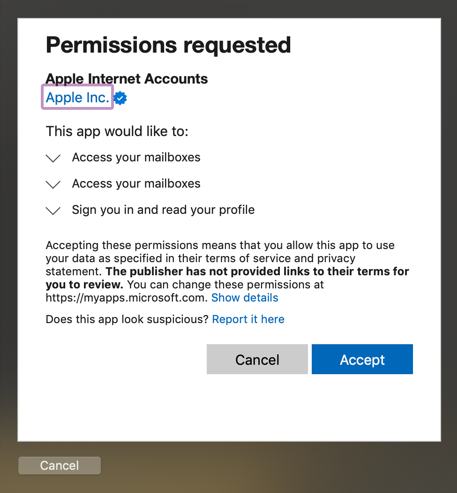 Permissions requested
Apple Internet Accounts
Apple Inc.
This app would like to:
Access your mailboxes
Access your mailboxes
Sign you in and read your profile
Accepting these permissions means that you allow this app to use
your data as specified in their terms of service and privacy
statement. The publisher has not provided links to their terms for
you to review. You can change these permissions at
https://myapps.microsoft.com. Show details
Does this app look suspicious? Report it here
Cancel Accept
Cancel